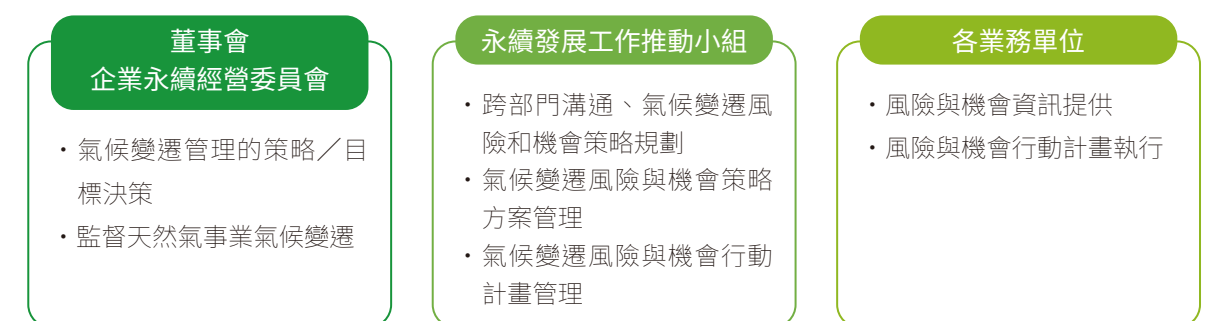 董事會
企業永續經營委員會
・氣候變遷管理的策略／目
標決策
・監督天然氣事業氣候變遷
永續發展工作推動小組
・跨部門溝通、氣候變遷風
險和機會策略規劃
・氣候變遷風險與機會策略
方案管理
・氣候變遷風險與機會行動
計畫管理
各業務單位
・風險與機會資訊提供
・風險與機會行動計畫執行